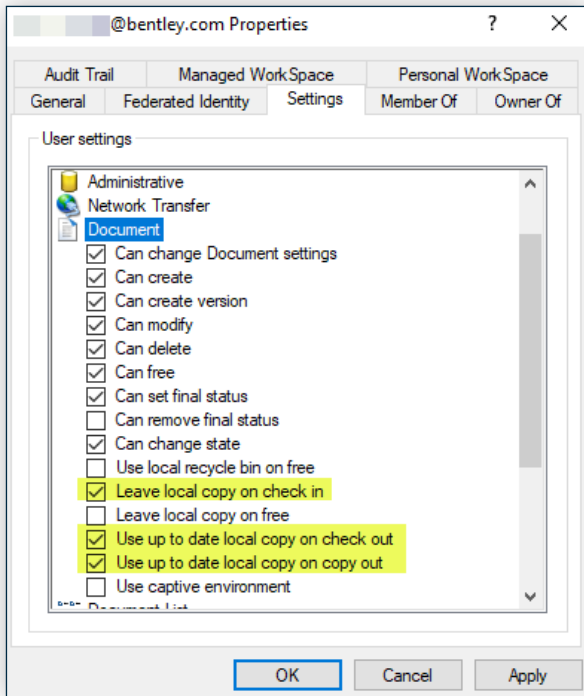 @bentley.com Properties
? 
Audit Trail Managed WorkSpace Personal WorkSpace
General Federated Identity Settings Member Of Owner Of
User settings
Administrative
Network Transfer
Document
Can change Document settings
Can create
Can create version
Can modify
Can delete
Can free
Can set final status
Can remove final status
Can change state
Use local recycle bin on free
Leave local copy on check in
Leave local copy on free
Use up to date local copy on check out
Use up to date local copy on copy out
Use captive environment
Document List
OK Cancel Apply